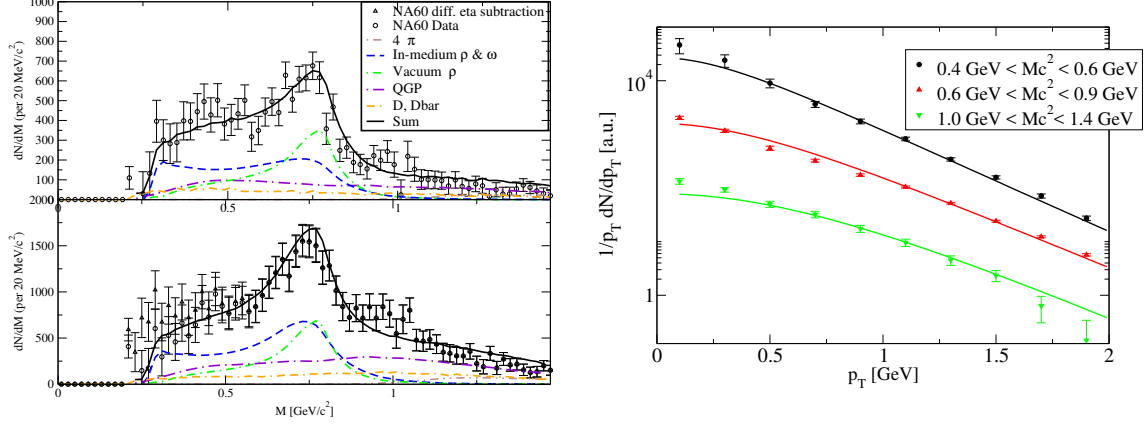 1000
900
800
700
600
500
400
300
200
100
2000
0
0.5
1
dN/dM (per 20 MeV/c²)
NA60 diff. eta subtraction
NA60 Data
4 π
In-medium ρ & ω
Vacuum ρ
QGP
D, Dbar
Sum
1500
1000
500
0
dN/dM (per 20 MeV/c²)
0
0.5
1
M [GeV/c²]
10⁴
1
1/p_T dN/dp_T [a.u.]
0.4 GeV < Mc² < 0.6 GeV
0.6 GeV < Mc² < 0.9 GeV
1.0 GeV < Mc² < 1.4 GeV
0
0.5
1
1.5
2
p_T [GeV]